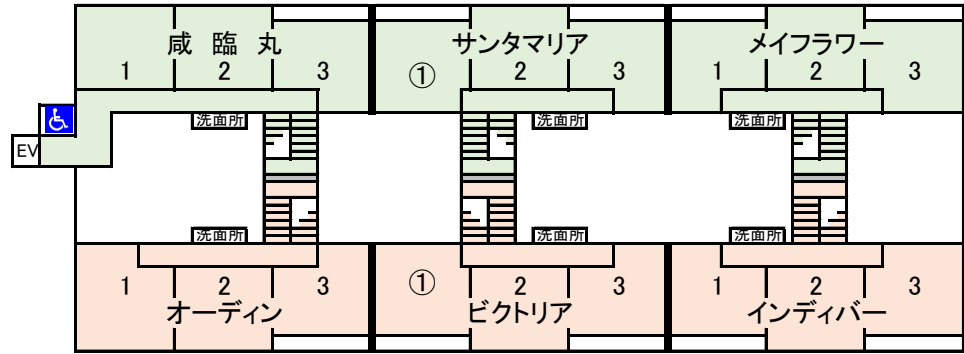 咸臨丸 サンタマリア メイフラワー
1 2 3 ① 2 3 1 2 3
洗面所 洗面所 洗面所
EV
洗面所 洗面所 洗面所
1 2 3 ① 2 3 1 2 3
オーディン ビクトリア インディバー